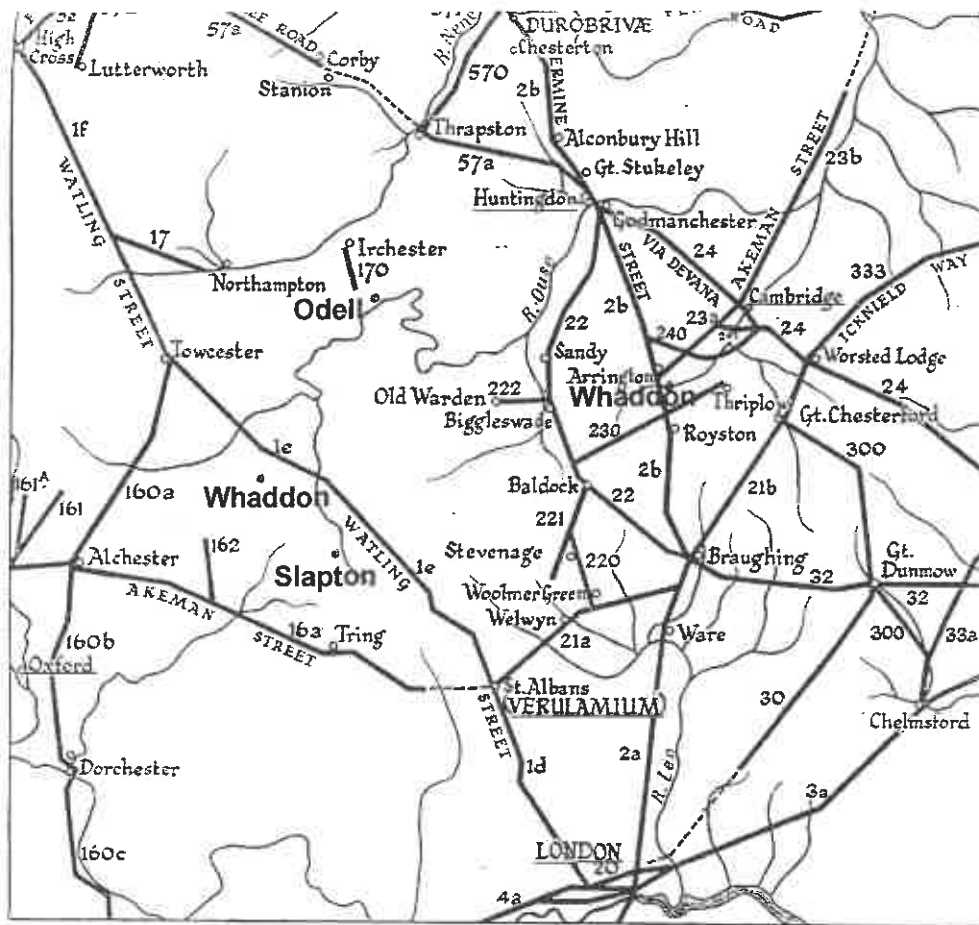 57a
ROAD
High
Cross
Lutterworth
Corby
Stanion
R. Neng
570
DUROBRIVÆ
Chesterton
2b
ERMINE
ROAD
1f
Thrapston
57a
Alconbury Hill
Gt. Stukeley
STREET
23b
WATLING
Huntingdon
Godmanchester
17
Northampton
Irchester
170
Odell
R. Ouse
STREET
2b
VIA DEVANA
24
AKEMAN
333
WAY
ICKNIELD
Cambridge
STREET
22
23a
240
24
Towcester
Sandy
Arrington
Worsted Lodge
Old Warden
222
Whaddon
Thriplo
24
Biggleswade
230
Royston
Gt. Chesterford
1e
161A
161
160a
Whaddon
Baldock
22
2b
21b
300
WATLING
221
Alchester
162
Slapton
1e
Stevenage
220
Braughing
Gt.
Dunmow
32
32
AKEMAN
Woolmer Green
Welwyn
STREET
16a
Tring
21a
Ware
300
33a
160b
Oxford
St. Albans
(VERULAMIUM)
30
Chelmsford
STREET
Dorchester
1d
2a
R. Lea
3a
160c
LONDON
20
4a